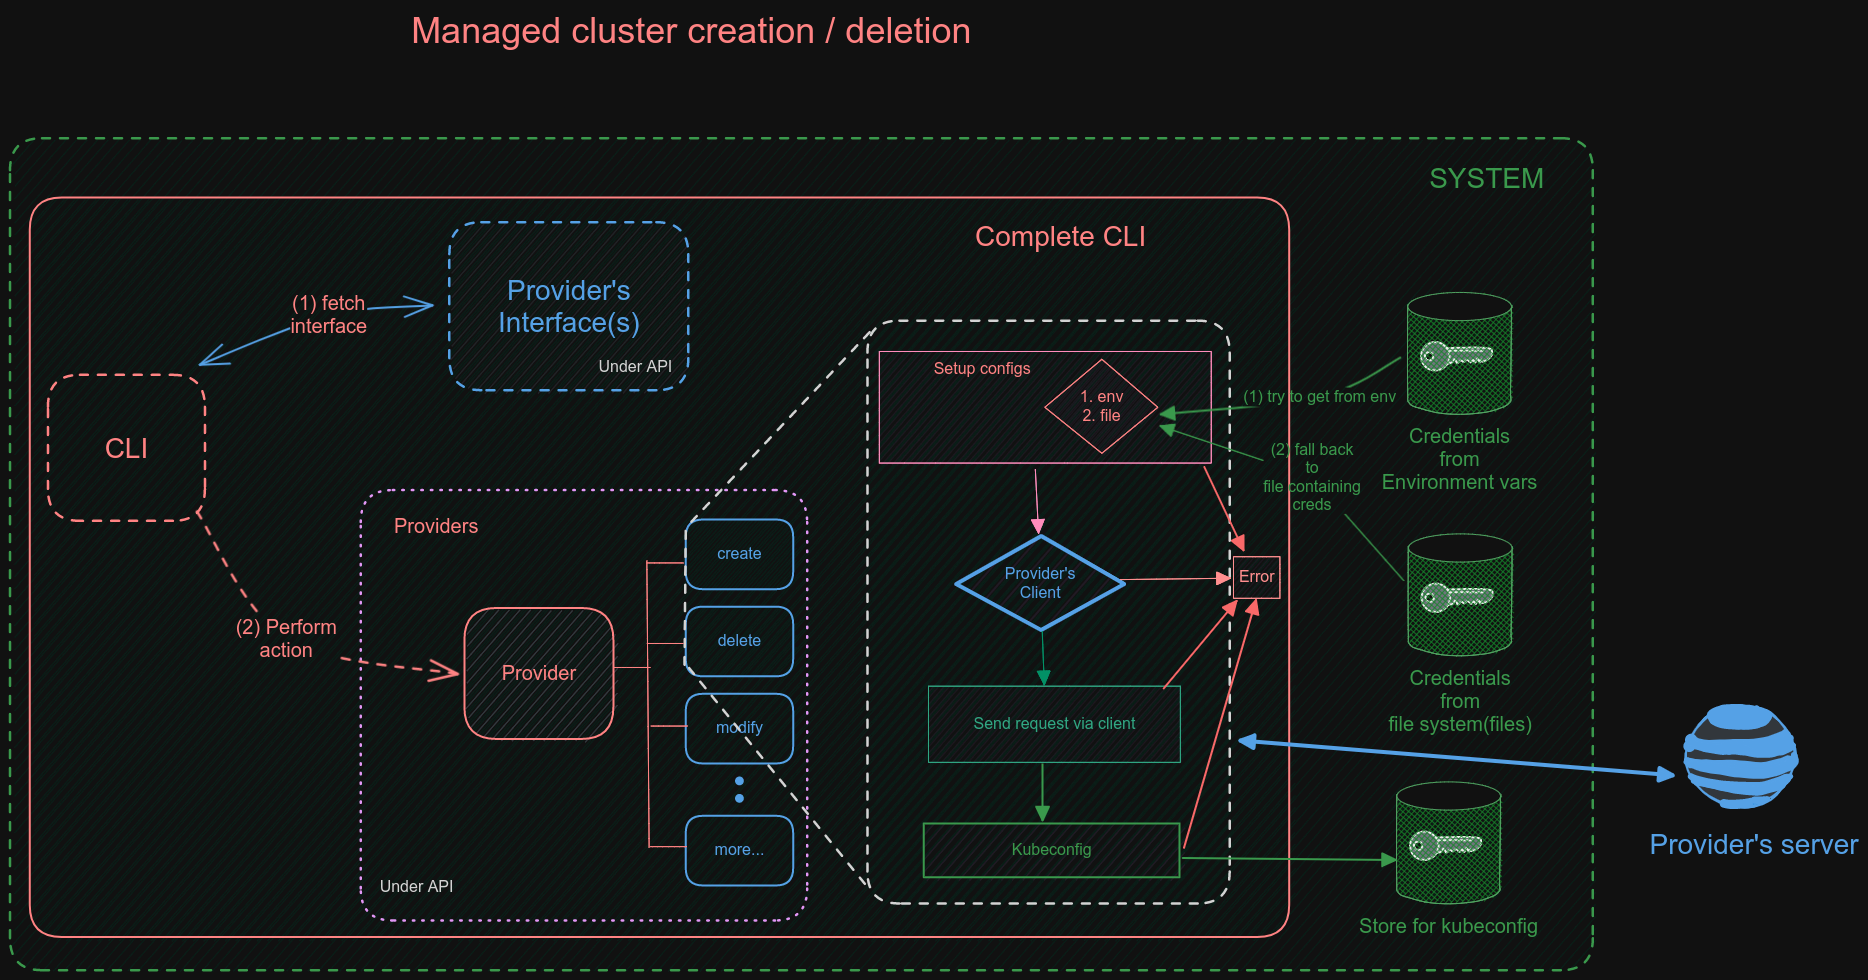 Managed cluster creation / deletion
SYSTEM
Complete CLI
Provider's
Interface(s)
Under API
(1) fetch
interface
CLI
(2) Perform
action
Providers
Provider
create
delete
modify
more...
Under API
Setup configs
1. env
2. file
Provider's
Client
Error
Send request via client
Kubeconfig
(1) try to get from env
(2) fall back
to
file containing
creds
Credentials
from
Environment vars
Credentials
from
file system(files)
Store for kubeconfig
Provider's server